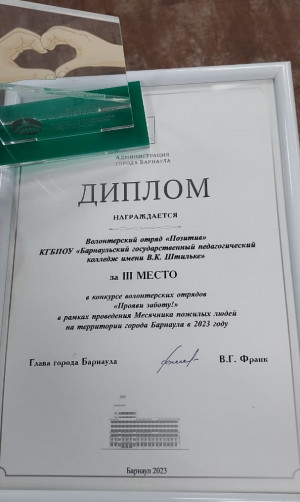 Администрация
города Барнаула
ДИПЛОМ
НАГРАЖДАЕТСЯ
Волонтерский отряд «Позитив»
КГБПОУ «Барнаульский государственный педагогический
колледж имени В.К. Штильке»
за III МЕСТО
в конкурсе волонтерских отрядов
«Прояви заботу!»
в рамках проведения Месячника пожилых людей
на территории города Барнаула в 2023 году
Глава города Барнаула В.Г. Франк
Барнаул 2023